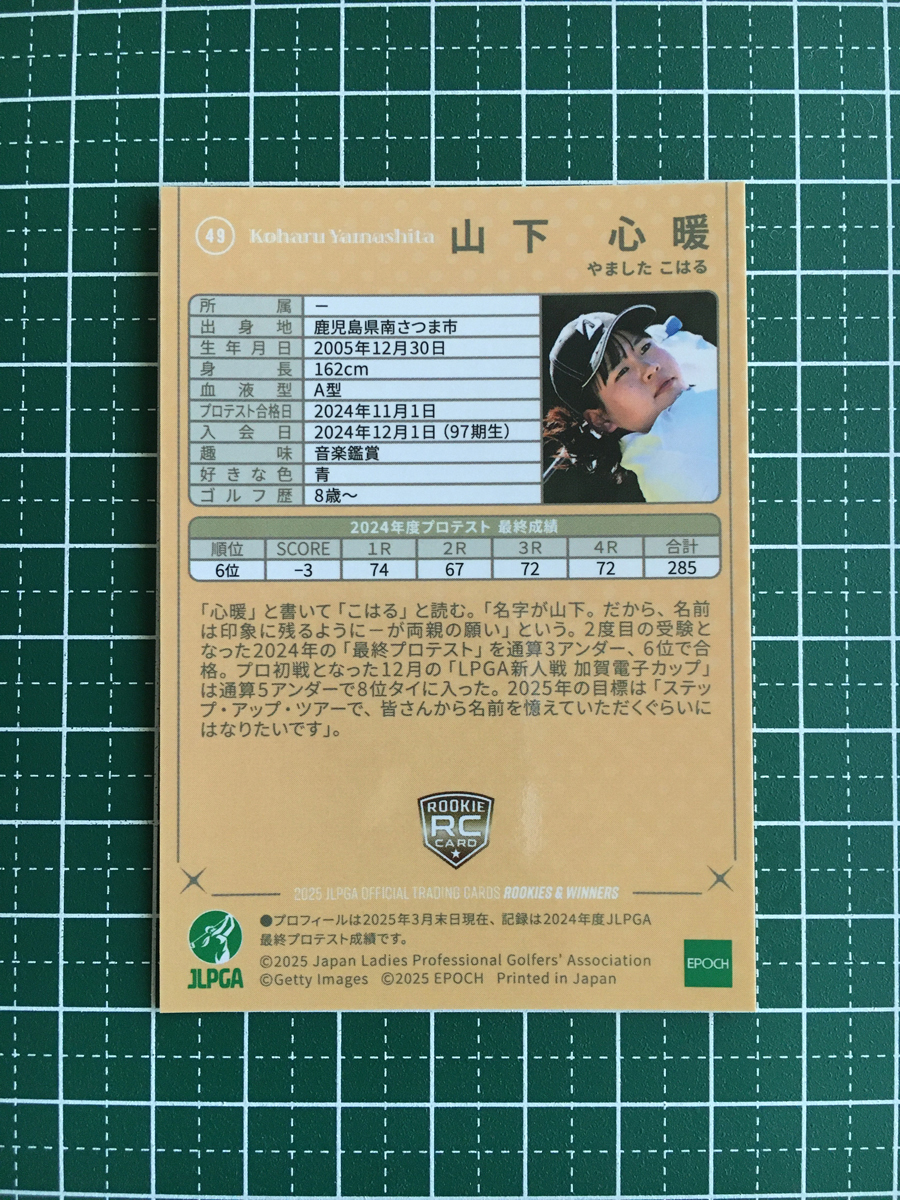 49 Koharu Yamashita 山下 心暖
やました こはる
所属 ー
出身地 鹿児島県南さつま市
生年月日 2005年12月30日
身長 162cm
血液型 A型
プロテスト合格日 2024年11月1日
入会日 2024年12月1日（97期生）
趣味 音楽鑑賞
好きな色 青
ゴルフ歴 8歳～
2024年度プロテスト 最終成績
順位 SCORE 1R 2R 3R 4R 合計
6位 −3 74 67 72 72 285
「心暖」と書いて「こはる」と読む。「名字が山下。だから、名前
は印象に残るように－が両親の願い」という。2度目の受験と
なった2024年の「最終プロテスト」を通算3アンダー、6位で合
格。プロ初戦となった12月の「LPGA新人戦 加賀電子カップ」
は通算5アンダーで8位タイに入った。2025年の目標は「ステッ
プ・アップ・ツアーで、皆さんから名前を憶えていただくぐらいに
はなりたいです」。
ROOKIE
RC
CARD
2025 JLPGA OFFICIAL TRADING CARDS ROOKIES & WINNERS
●プロフィールは2025年3月末日現在、記録は2024年度JLPGA
最終プロテスト成績です。
©2025 Japan Ladies Professional Golfers' Association
©Getty Images ©2025 EPOCH Printed in Japan
JLPGA
EPOCH